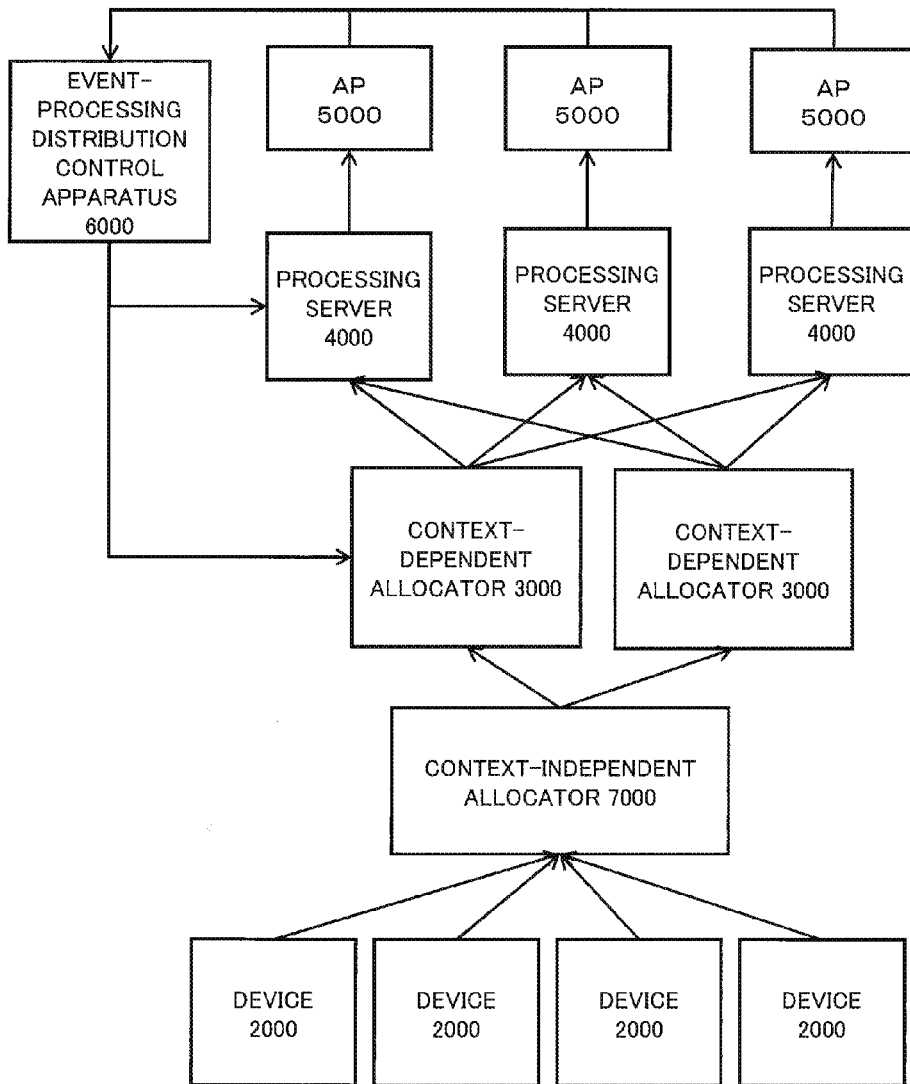 EVENT-
PROCESSING
DISTRIBUTION
CONTROL
APPARATUS
6000
AP
5000
AP
5000
AP
5000
PROCESSING
SERVER
4000
PROCESSING
SERVER
4000
PROCESSING
SERVER
4000
CONTEXT-
DEPENDENT
ALLOCATOR 3000
CONTEXT-
DEPENDENT
ALLOCATOR 3000
CONTEXT-INDEPENDENT
ALLOCATOR 7000
DEVICE
2000
DEVICE
2000
DEVICE
2000
DEVICE
2000